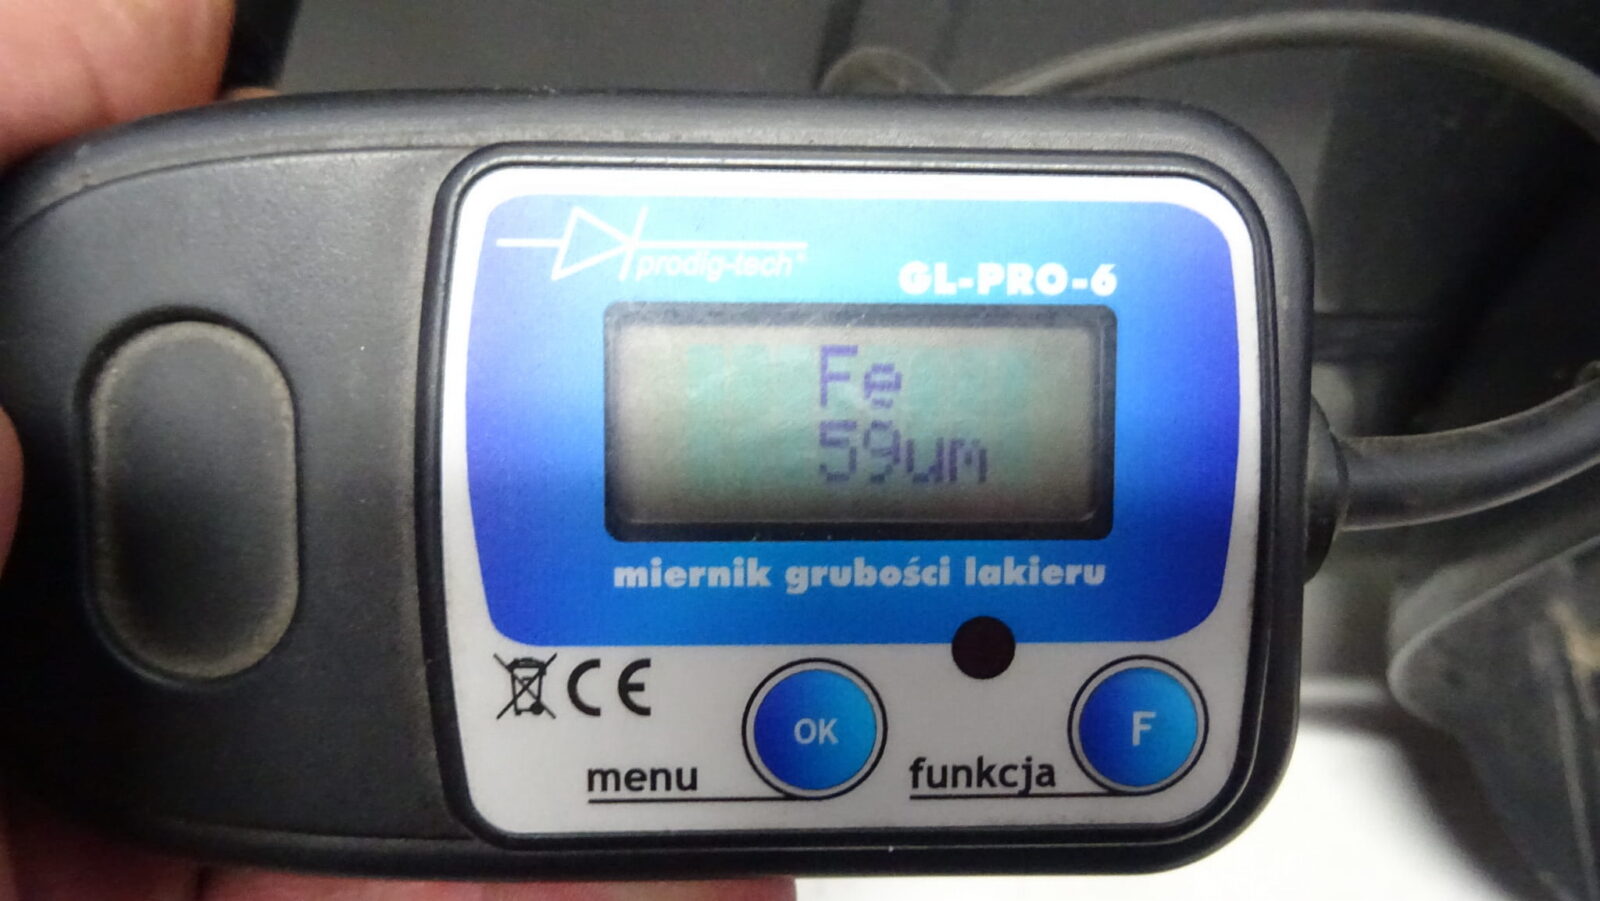 prodig-tech®
GL-PRO-6
Fe
59um
miernik grubości lakieru
CE
OK
F
menu
funkcja